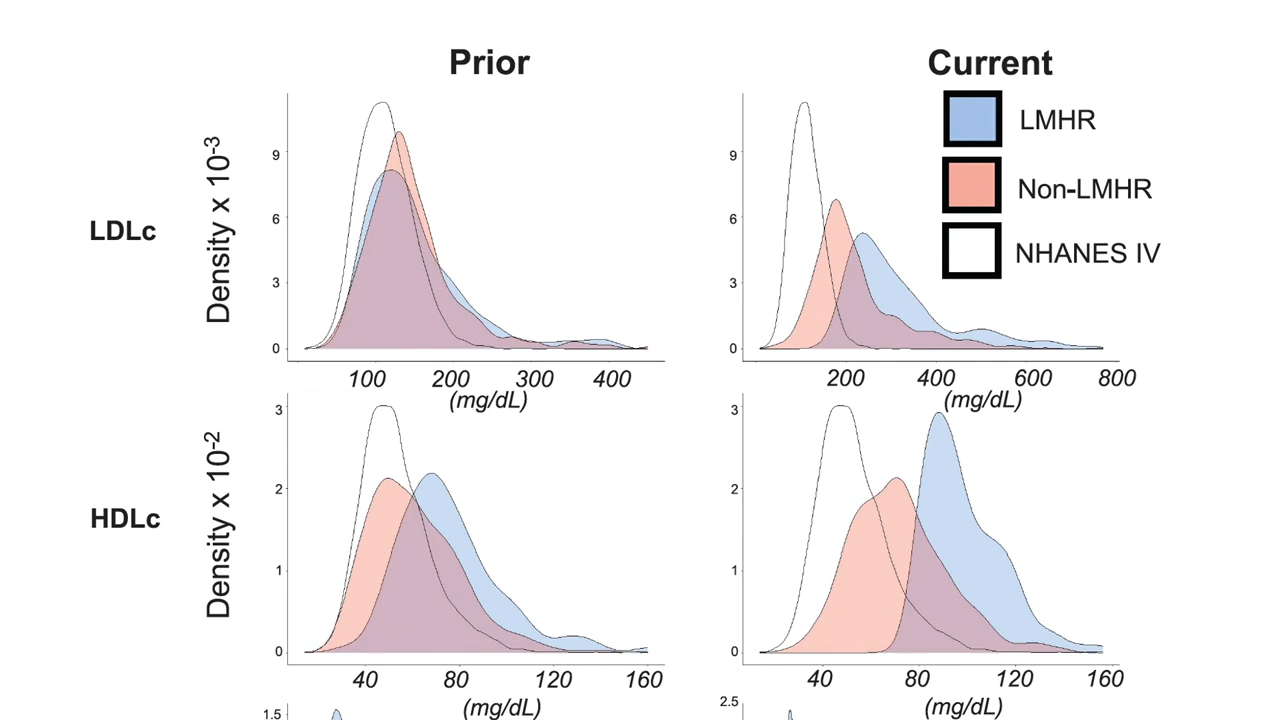 Prior
Current
LMHR
Non-LMHR
NHANES IV
LDLc
Density x 10-3
9
6
3
0
100 200 300 400
(mg/dL)
9
6
3
0
200 400 600 800
(mg/dL)
HDLc
Density x 10-2
3
2
1
0
40 80 120 160
(mg/dL)
3
2
1
0
40 80 120 160
(mg/dL)
1.5
2.5